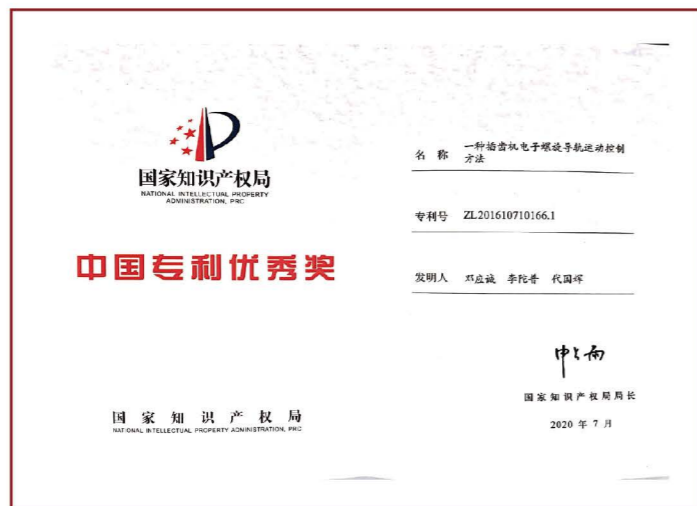 国家知识产权局
NATIONAL INTELLECTUAL PROPERTY
ADMINISTRATION, PRC
中国专利优秀奖
国家知识产权局
NATIONAL INTELLECTUAL PROPERTY ADMINISTRATION, PRC
名 称 一种插齿机电子螺旋导轨运动控制
方法
专利号 ZL201610710166.1
发明人 李陀普 代国辉
申长雨
国家知识产权局局长
2020 年 7 月